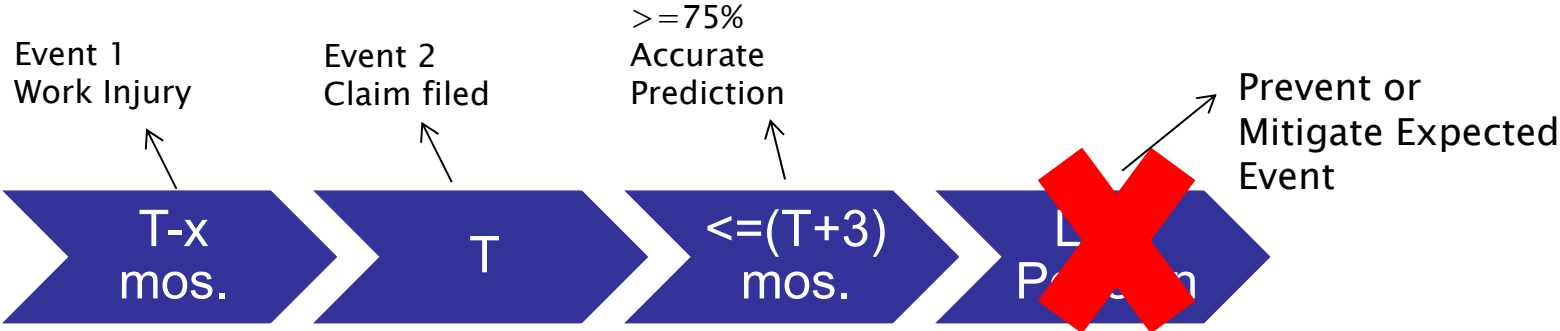 Event 1
Work Injury
Event 2
Claim filed
>=75%
Accurate
Prediction
Prevent or
Mitigate Expected
Event
T-x
mos.
T
<=(T+3)
mos.